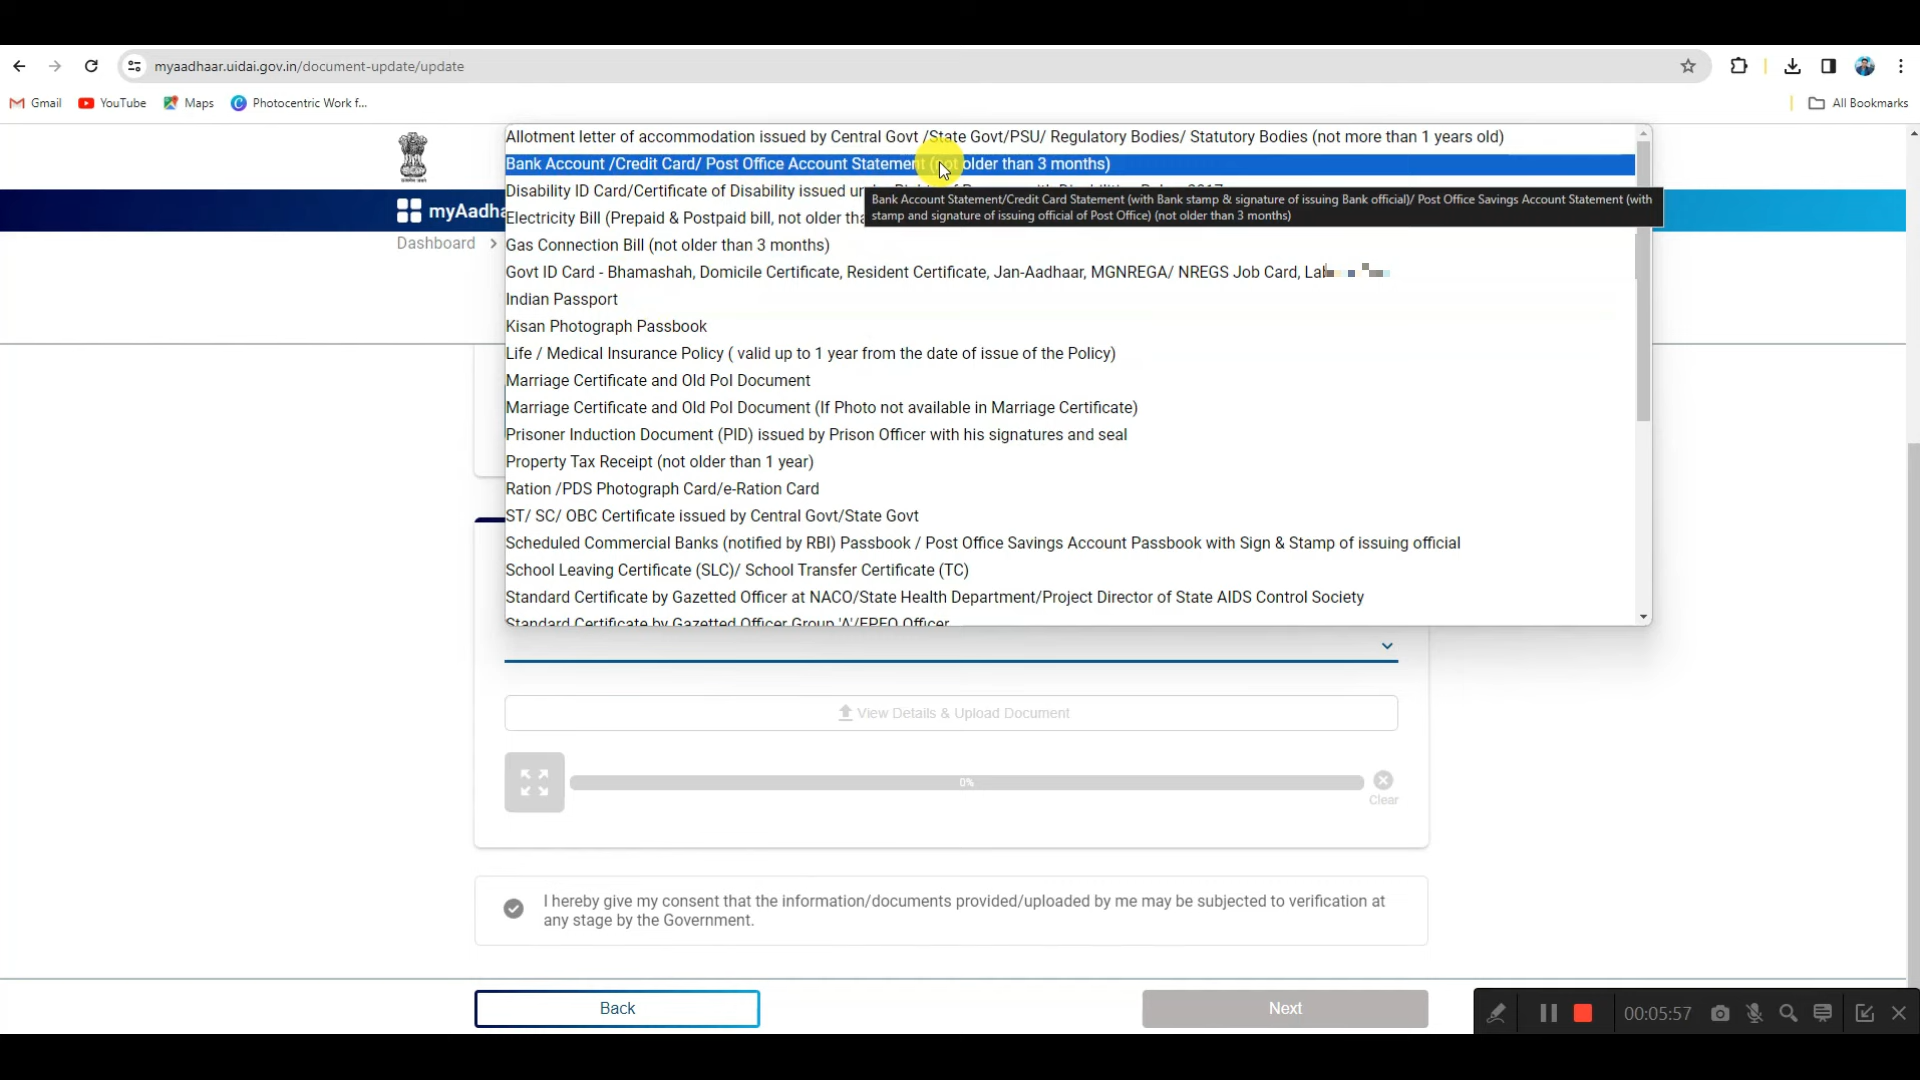 myaadhaar.uidai.gov.in/document-update/update
Gmail YouTube Maps Photocentric Work f... All Bookmarks
myAadha
Dashboard >
Allotment letter of accommodation issued by Central Govt /State Govt/PSU/ Regulatory Bodies/ Statutory Bodies (not more than 1 years old)
Bank Account /Credit Card/ Post Office Account Statement (not older than 3 months)
Disability ID Card/Certificate of Disability issued
Bank Account Statement/Credit Card Statement (with Bank stamp & signature of issuing Bank official)/ Post Office Savings Account Statement (with
stamp and signature of issuing official of Post Office) (not older than 3 months)
Electricity Bill (Prepaid & Postpaid bill, not older tha
Gas Connection Bill (not older than 3 months)
Govt ID Card - Bhamashah, Domicile Certificate, Resident Certificate, Jan-Aadhaar, MGNREGA/ NREGS Job Card,
Indian Passport
Kisan Photograph Passbook
Life / Medical Insurance Policy ( valid up to 1 year from the date of issue of the Policy)
Marriage Certificate and Old PoI Document
Marriage Certificate and Old PoI Document (If Photo not available in Marriage Certificate)
Prisoner Induction Document (PID) issued by Prison Officer with his signatures and seal
Property Tax Receipt (not older than 1 year)
Ration /PDS Photograph Card/e-Ration Card
ST/ SC/ OBC Certificate issued by Central Govt/State Govt
Scheduled Commercial Banks (notified by RBI) Passbook / Post Office Savings Account Passbook with Sign & Stamp of issuing official
School Leaving Certificate (SLC)/ School Transfer Certificate (TC)
Standard Certificate by Gazetted Officer at NACO/State Health Department/Project Director of State AIDS Control Society
Standard Certificate by Gazetted Officer Group 'A'/EPFO Officer
View Details & Upload Document
0%
Clear
I hereby give my consent that the information/documents provided/uploaded by me may be subjected to verification at
any stage by the Government.
Back
Next
00:05:57